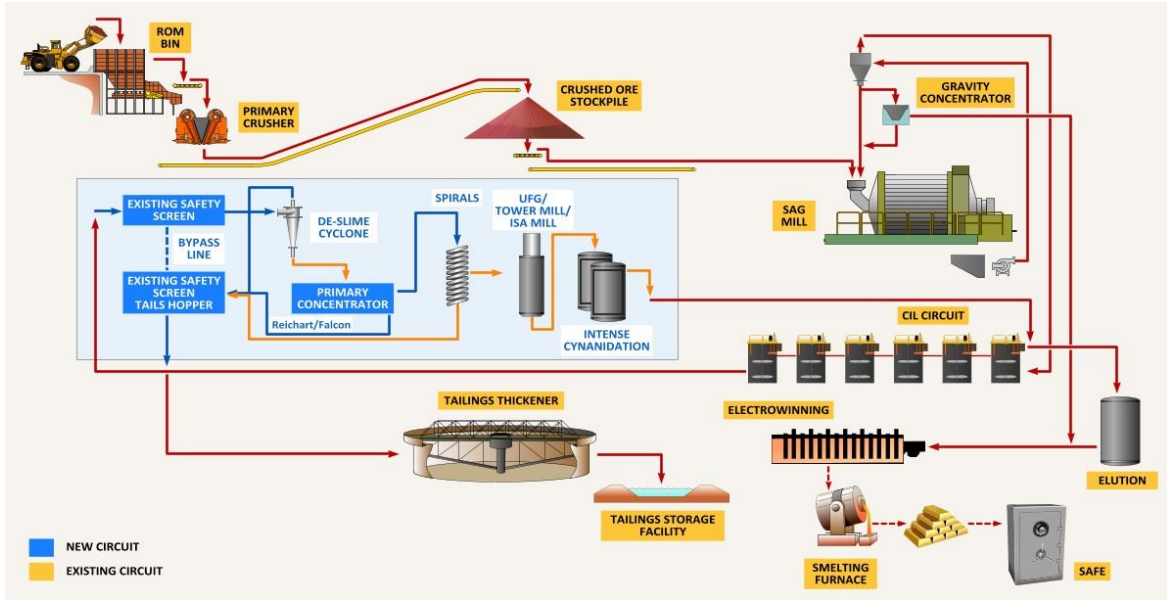 ROM
BIN
PRIMARY
CRUSHER
CRUSHED ORE
STOCKPILE
GRAVITY
CONCENTRATOR
SAG
MILL
EXISTING SAFETY
SCREEN
BYPASS
LINE
EXISTING SAFETY
SCREEN
TAILS HOPPER
DE-SLIME
CYCLONE
PRIMARY
CONCENTRATOR
Reichart/Falcon
SPIRALS
UFG/
TOWER MILL/
ISA MILL
INTENSE
CYNANIDATION
CIL CIRCUIT
TAILINGS THICKENER
TAILINGS STORAGE
FACILITY
ELECTROWINNING
ELUTION
SMELTING
FURNACE
SAFE
NEW CIRCUIT
EXISTING CIRCUIT